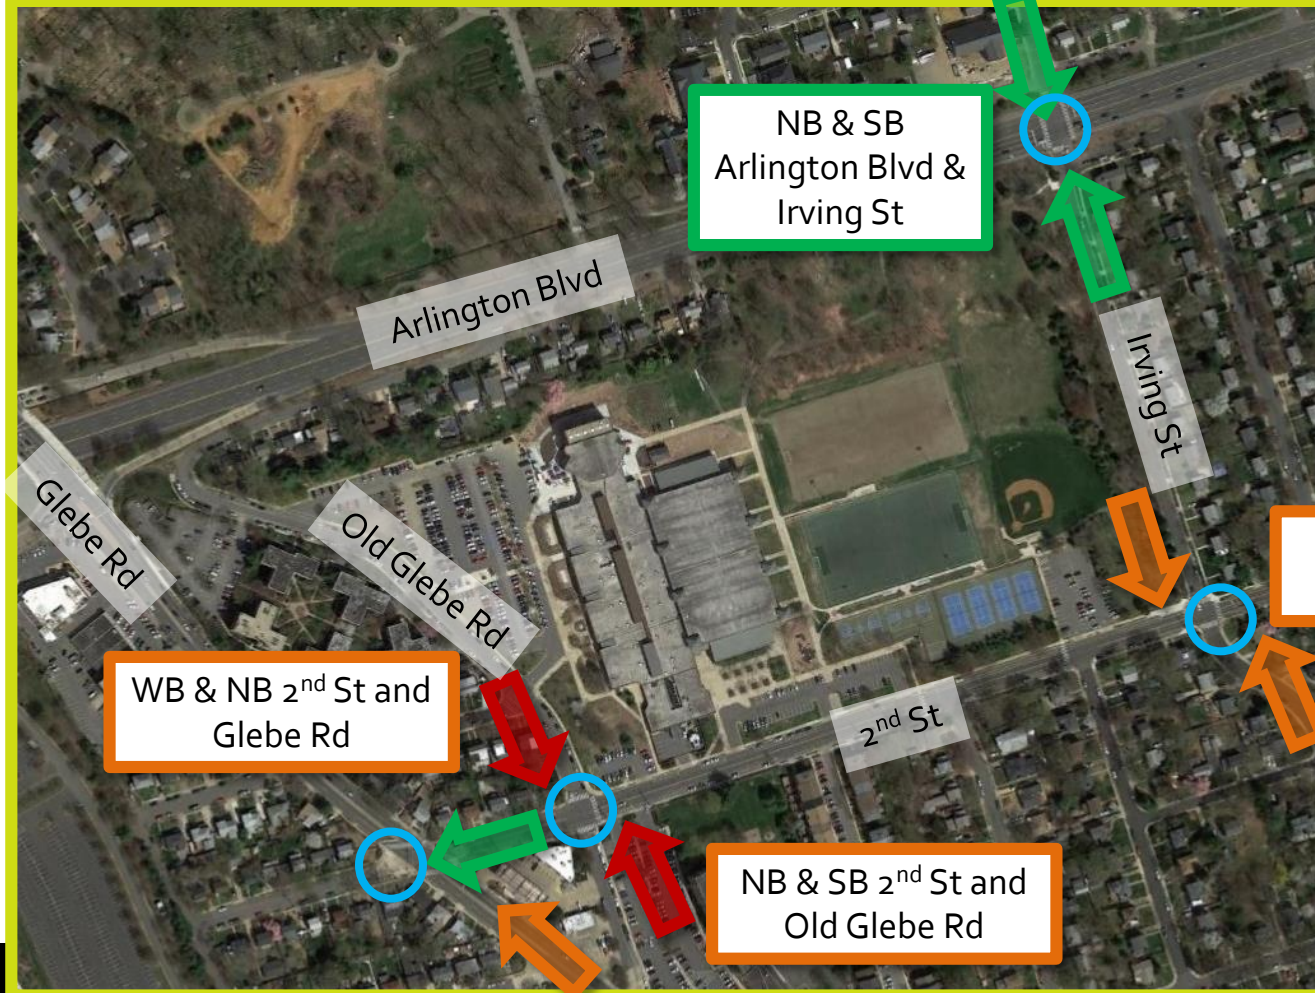 NB & SB
Arlington Blvd &
Irving St
Arlington Blvd
Irving St
Glebe Rd
Old Glebe Rd
WB & NB 2nd St and
Glebe Rd
2nd St
NB & SB 2nd St and
Old Glebe Rd